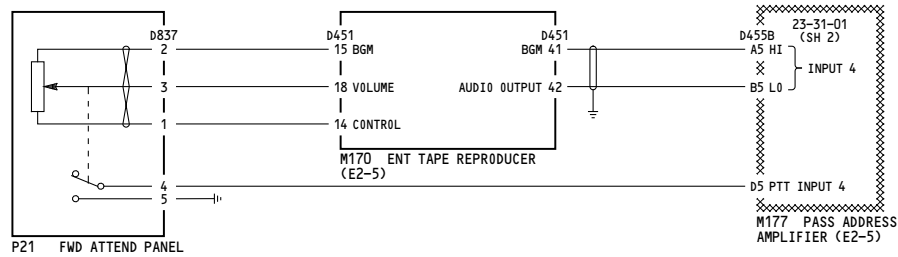 23-31-01
(SH 2)
D837
D451
D451
D455B
2
15 BGM
BGM 41
A5 HI
INPUT 4
3
18 VOLUME
AUDIO OUTPUT 42
B5 LO
1
14 CONTROL
M170 ENT TAPE REPRODUCER
(E2-5)
4
D5 PTT INPUT 4
5
M177 PASS ADDRESS
AMPLIFIER (E2-5)
P21 FWD ATTEND PANEL